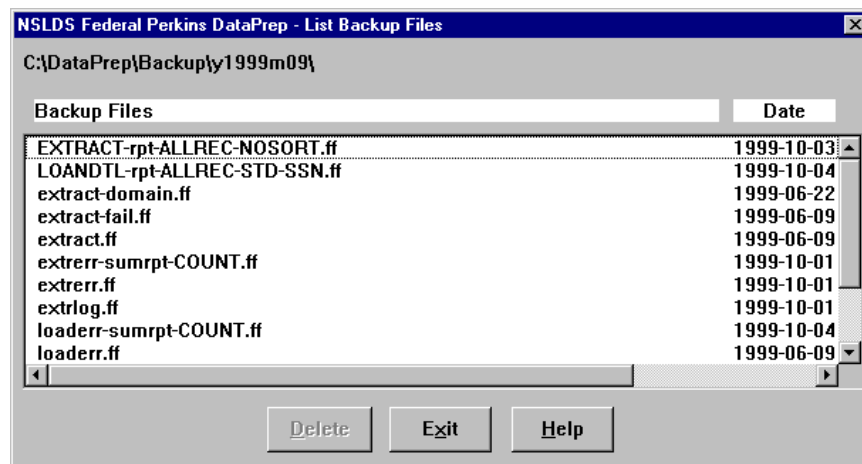 NSLDS Federal Perkins DataPrep - List Backup Files
C:\DataPrep\Backup\y1999m09\
Backup Files Date
EXTRACT-rpt-ALLREC-NOSORT.ff 1999-10-03
LOANDTL-rpt-ALLREC-STD-SSN.ff 1999-10-04
extract-domain.ff 1999-06-22
extract-fail.ff 1999-06-09
extract.ff 1999-06-09
extrerr-sumrpt-COUNT.ff 1999-10-01
extrerr.ff 1999-10-01
extrlog.ff 1999-10-01
loaderr-sumrpt-COUNT.ff 1999-10-04
loaderr.ff 1999-06-09
Delete Exit Help